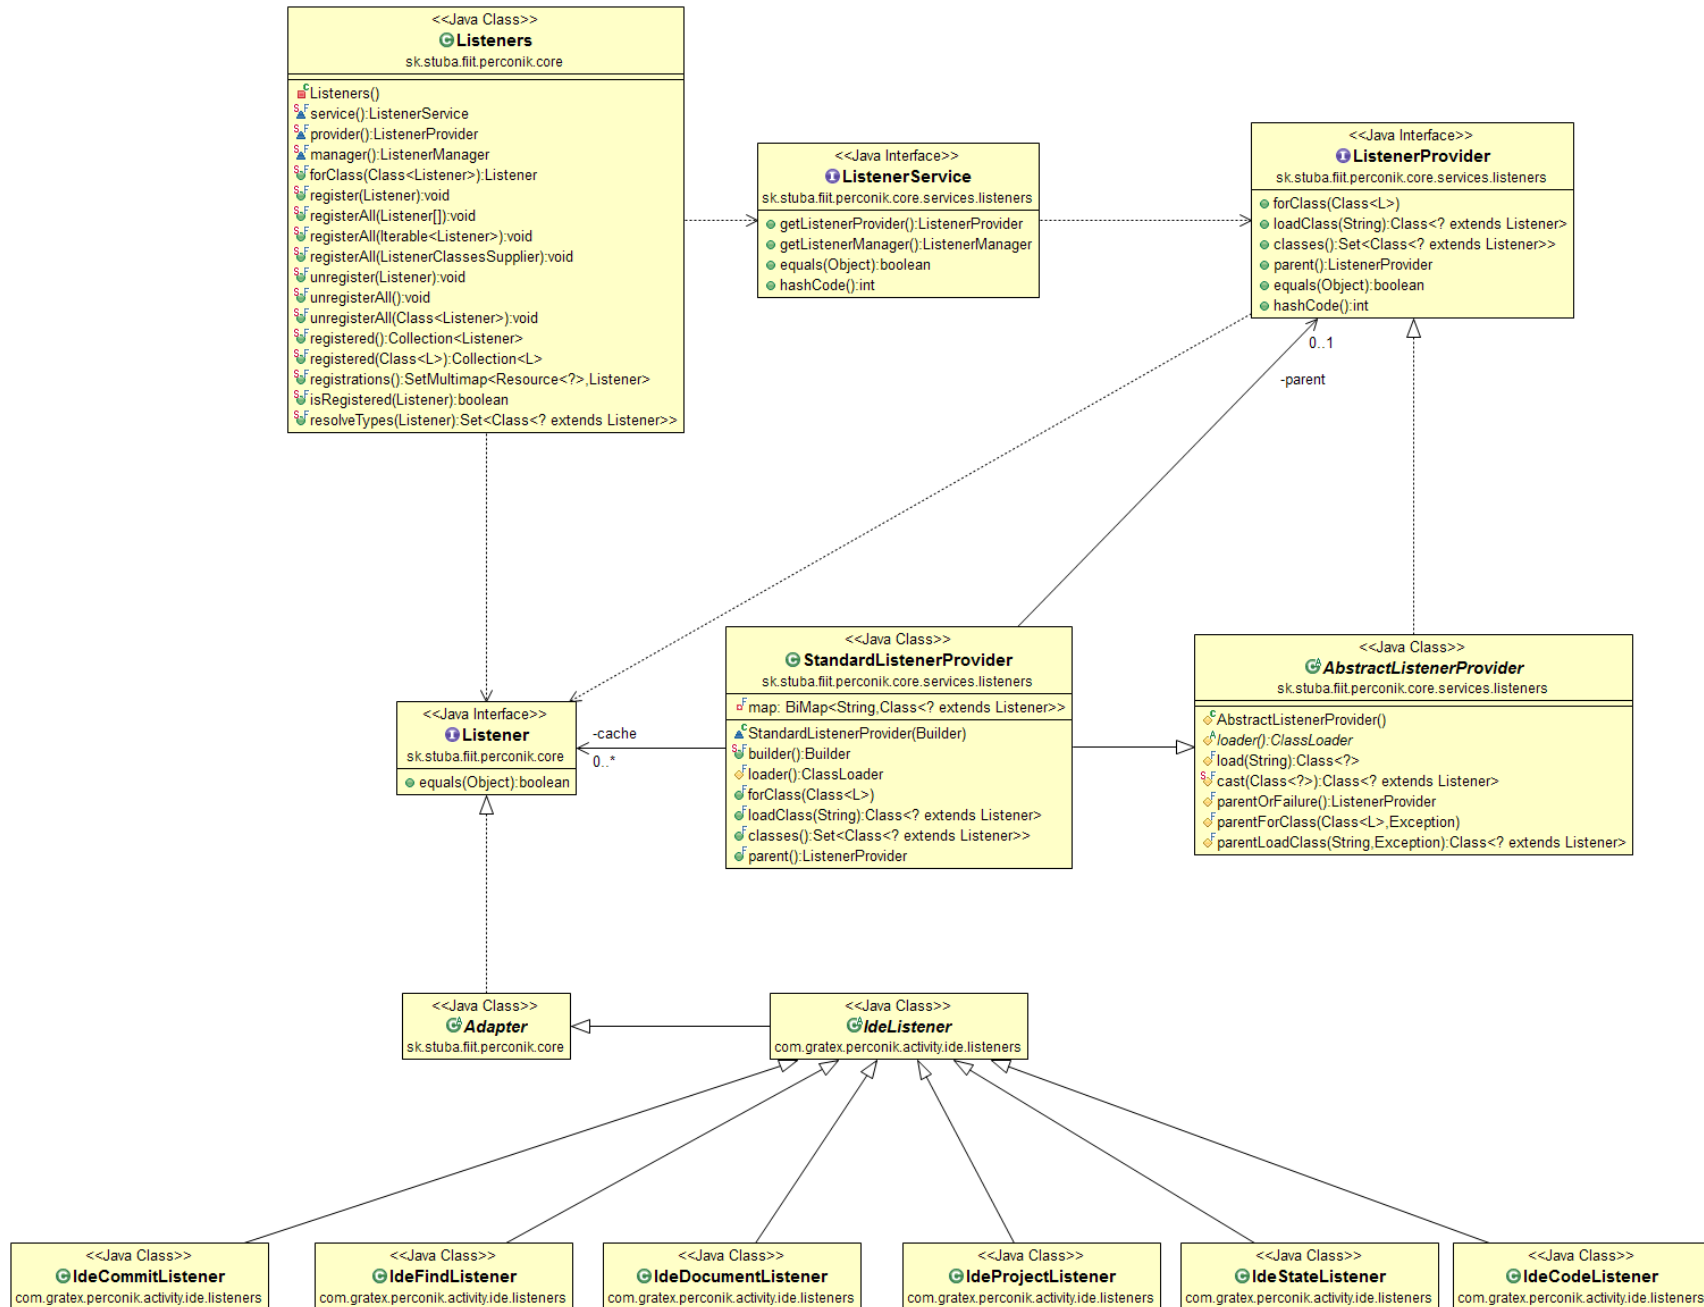 <<Java Class>>
Listeners
sk.stuba.fiit.perconik.core
Listeners()
service():ListenerService
provider():ListenerProvider
manager():ListenerManager
forClass(Class<Listener>):Listener
register(Listener):void
registerAll(Listener[]):void
registerAll(Iterable<Listener>):void
registerAll(ListenerClassesSupplier):void
unregister(Listener):void
unregisterAll():void
unregisterAll(Class<Listener>):void
registered():Collection<Listener>
registered(Class<L>):Collection<L>
registrations():SetMultimap<Resource<?>,Listener>
isRegistered(Listener):boolean
resolveTypes(Listener):Set<Class<? extends Listener>>
<<Java Interface>>
ListenerService
sk.stuba.fiit.perconik.core.services.listeners
getListenerProvider():ListenerProvider
getListenerManager():ListenerManager
equals(Object):boolean
hashCode():int
<<Java Interface>>
ListenerProvider
sk.stuba.fiit.perconik.core.services.listeners
forClass(Class<L>)
loadClass(String):Class<? extends Listener>
classes():Set<Class<? extends Listener>>
parent():ListenerProvider
equals(Object):boolean
hashCode():int
0..1
-parent
<<Java Interface>>
Listener
sk.stuba.fiit.perconik.core
equals(Object):boolean
-cache
0..*
<<Java Class>>
StandardListenerProvider
sk.stuba.fiit.perconik.core.services.listeners
map: BiMap<String,Class<? extends Listener>>
StandardListenerProvider(Builder)
builder():Builder
loader():ClassLoader
forClass(Class<L>)
loadClass(String):Class<? extends Listener>
classes():Set<Class<? extends Listener>>
parent():ListenerProvider
<<Java Class>>
AbstractListenerProvider
sk.stuba.fiit.perconik.core.services.listeners
AbstractListenerProvider()
loader():ClassLoader
load(String):Class<?>
cast(Class<?>):Class<? extends Listener>
parentOrFailure():ListenerProvider
parentForClass(Class<L>,Exception)
parentLoadClass(String,Exception):Class<? extends Listener>
<<Java Class>>
Adapter
sk.stuba.fiit.perconik.core
<<Java Class>>
IdeListener
com.gratex.perconik.activity.ide.listeners
<<Java Class>>
IdeCommitListener
com.gratex.perconik.activity.ide.listeners
<<Java Class>>
IdeFindListener
com.gratex.perconik.activity.ide.listeners
<<Java Class>>
IdeDocumentListener
com.gratex.perconik.activity.ide.listeners
<<Java Class>>
IdeProjectListener
com.gratex.perconik.activity.ide.listeners
<<Java Class>>
IdeStateListener
com.gratex.perconik.activity.ide.listeners
<<Java Class>>
IdeCodeListener
com.gratex.perconik.activity.ide.listeners